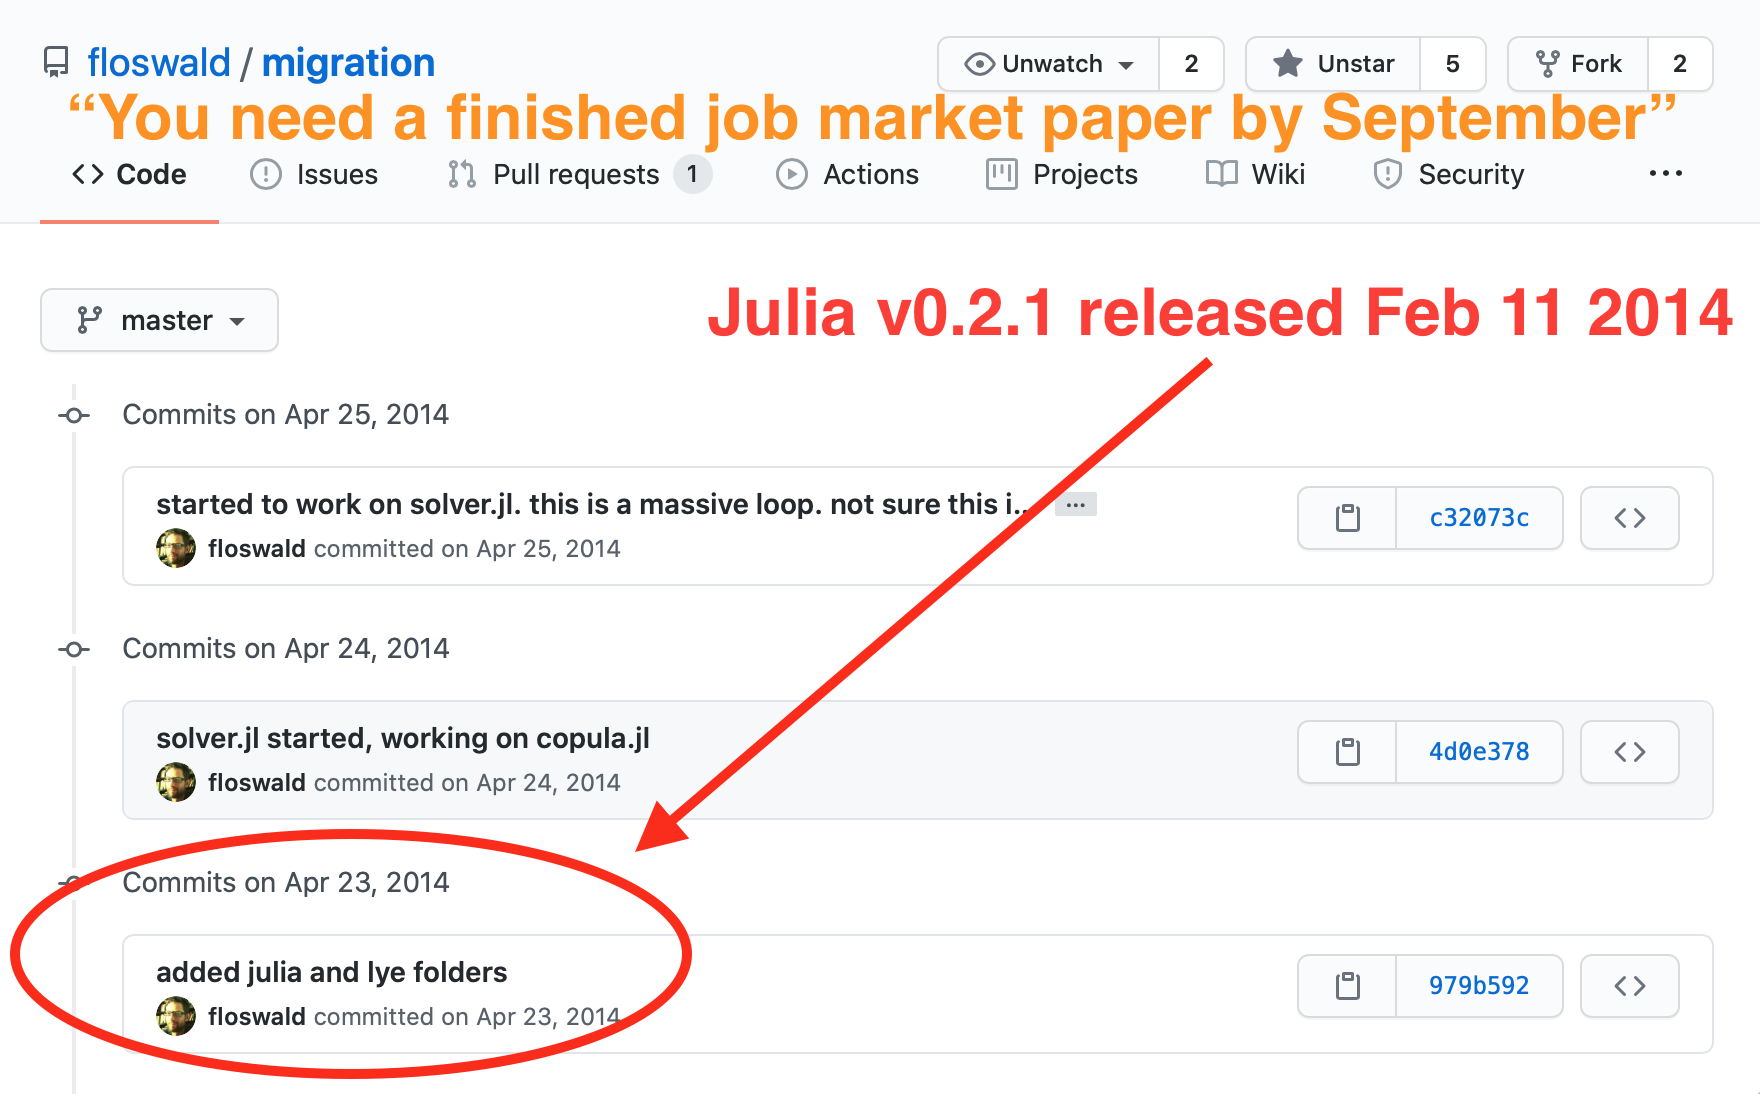 floswald / migration
Unwatch 2 Unstar 5 Fork 2
“You need a finished job market paper by September”
Code Issues Pull requests 1 Actions Projects Wiki Security ...
Julia v0.2.1 released Feb 11 2014
master
Commits on Apr 25, 2014
started to work on solver.jl. this is a massive loop. not sure this i... ...
c32073c
floswald committed on Apr 25, 2014
Commits on Apr 24, 2014
solver.jl started, working on copula.jl
4d0e378
floswald committed on Apr 24, 2014
Commits on Apr 23, 2014
added julia and lye folders
979b592
floswald committed on Apr 23, 2014